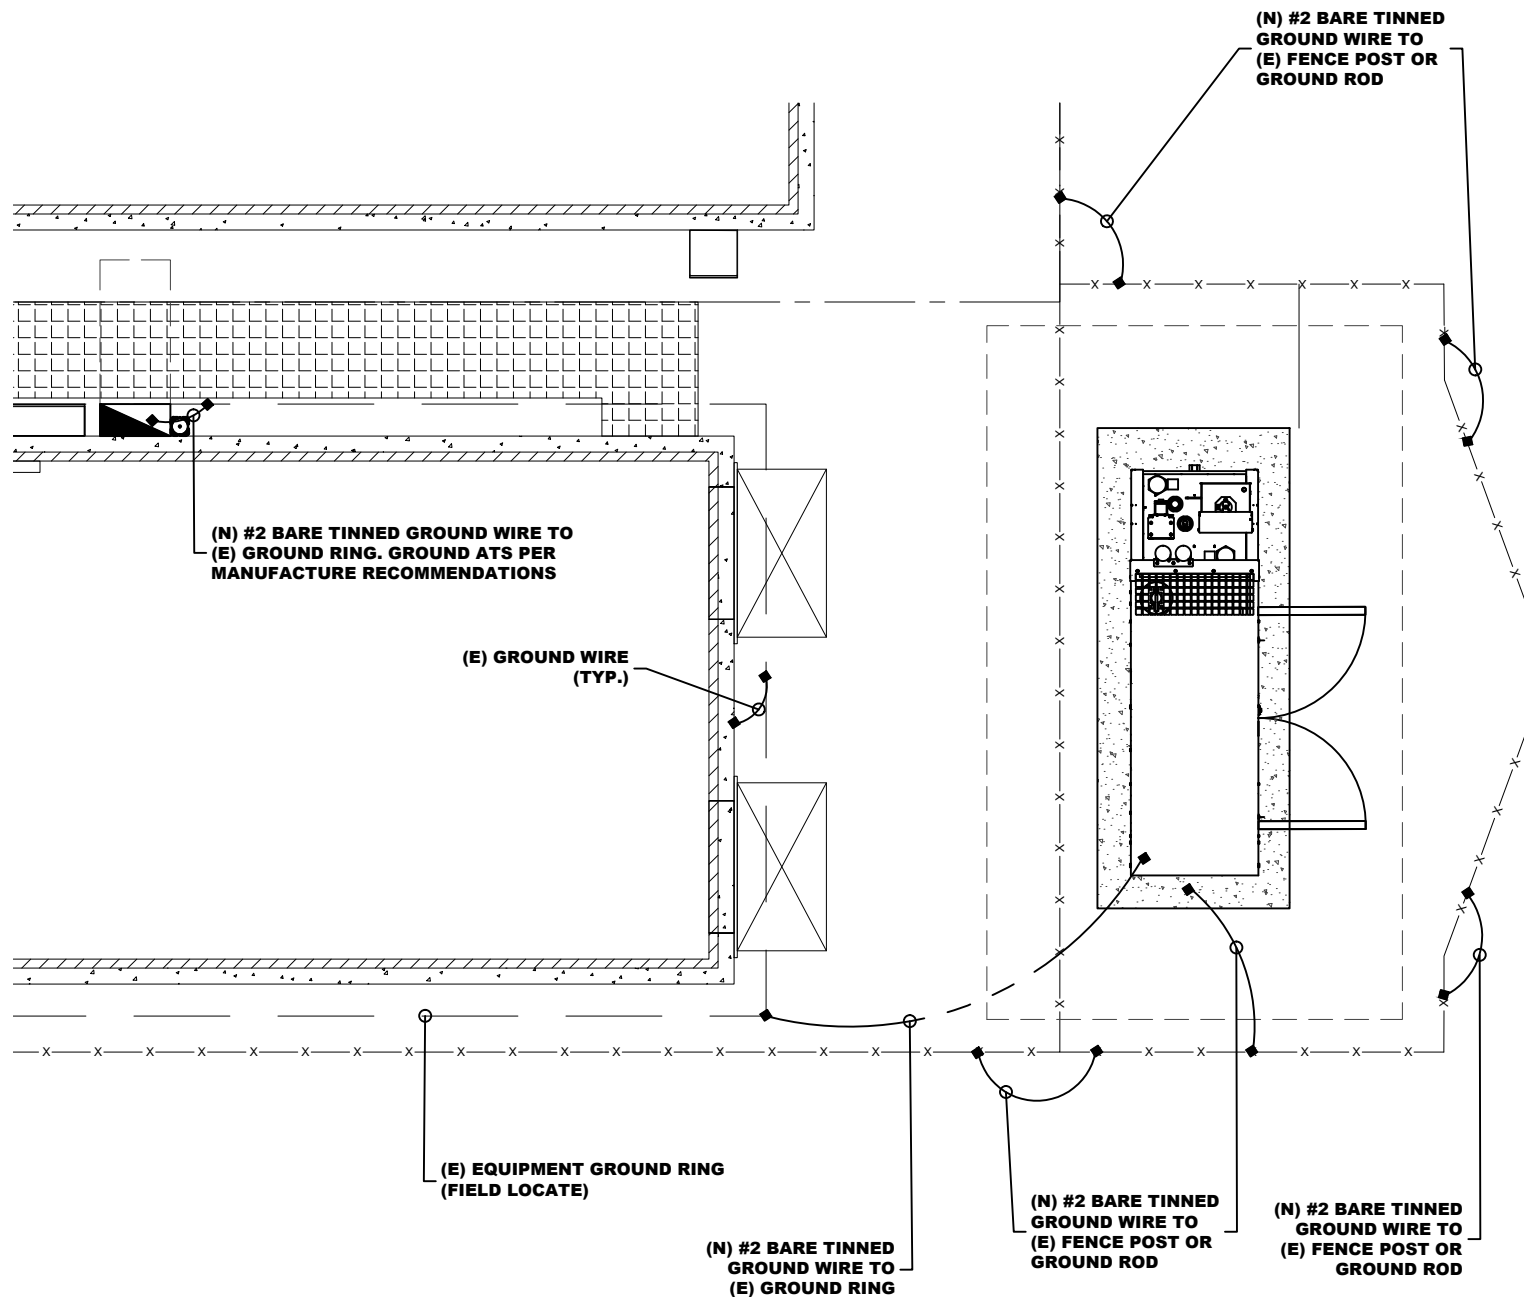 (N) #2 BARE TINNED
GROUND WIRE TO
(E) FENCE POST OR
GROUND ROD
(N) #2 BARE TINNED GROUND WIRE TO
(E) GROUND RING. GROUND ATS PER
MANUFACTURE RECOMMENDATIONS
(E) GROUND WIRE
(TYP.)
(E) EQUIPMENT GROUND RING
(FIELD LOCATE)
(N) #2 BARE TINNED
GROUND WIRE TO
(E) GROUND RING
(N) #2 BARE TINNED
GROUND WIRE TO
(E) FENCE POST OR
GROUND ROD
(N) #2 BARE TINNED
GROUND WIRE TO
(E) FENCE POST OR
GROUND ROD